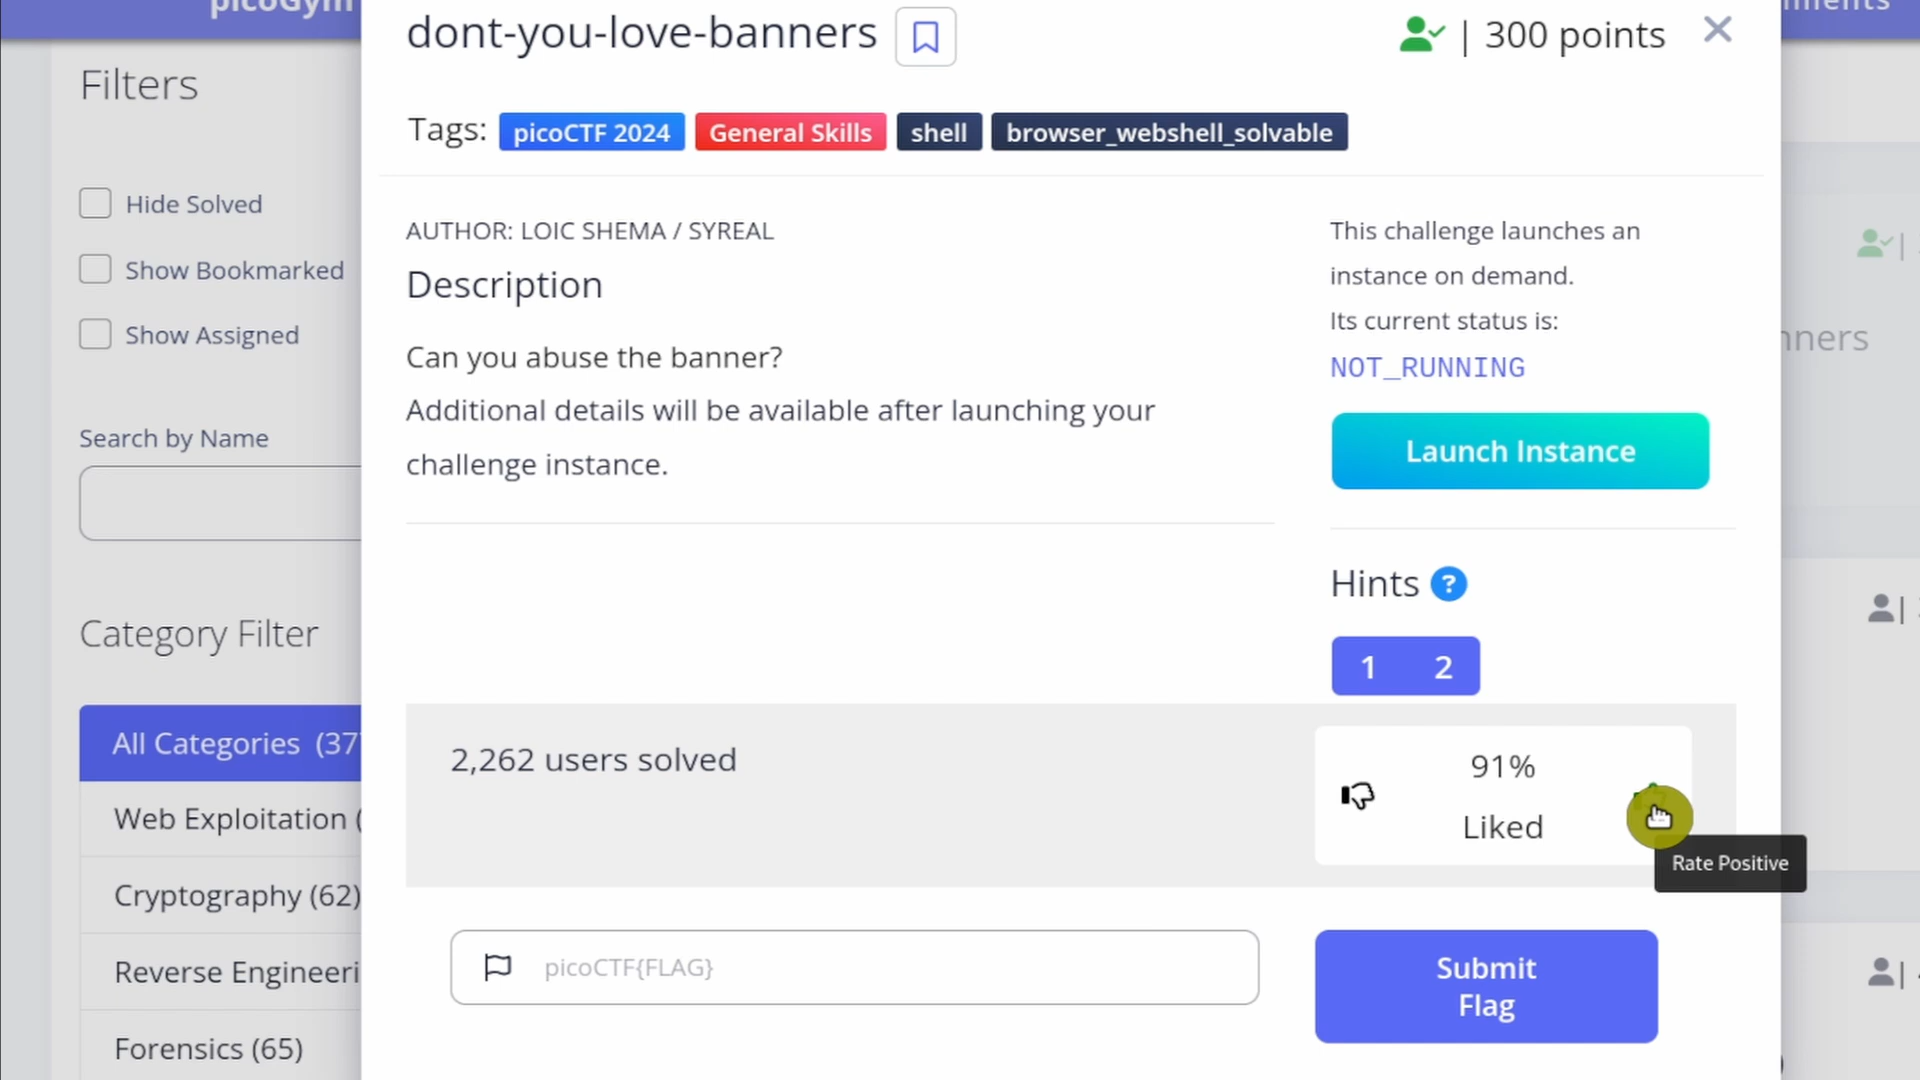 picoGym
dont-you-love-banners
| 300 points
Filters
Tags: picoCTF 2024 General Skills shell browser_webshell_solvable
Hide Solved
Show Bookmarked
Show Assigned
Search by Name
Category Filter
All Categories (37
Web Exploitation (
Cryptography (62)
Reverse Engineeri
Forensics (65)
AUTHOR: LOIC SHEMA / SYREAL
Description
Can you abuse the banner?
Additional details will be available after launching your
challenge instance.
This challenge launches an
instance on demand.
Its current status is:
NOT_RUNNING
Launch Instance
Hints ?
1 2
2,262 users solved
91%
Liked
Rate Positive
picoCTF{FLAG}
Submit
Flag
|
nners
|
|